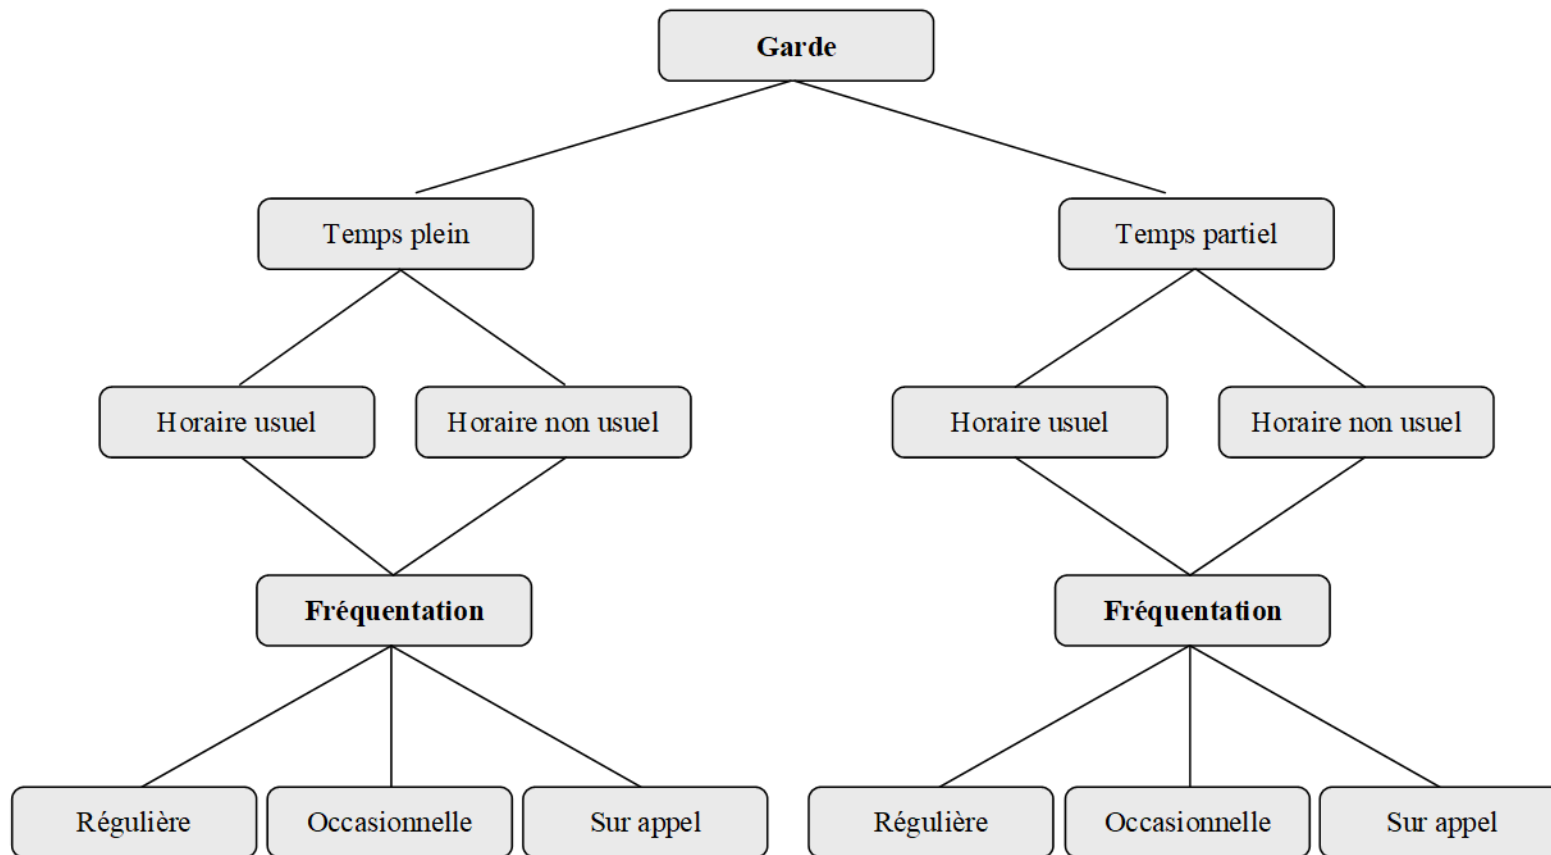 Garde
Temps plein
Temps partiel
Horaire usuel
Horaire non usuel
Horaire usuel
Horaire non usuel
Fréquentation
Fréquentation
Régulière
Occasionnelle
Sur appel
Régulière
Occasionnelle
Sur appel